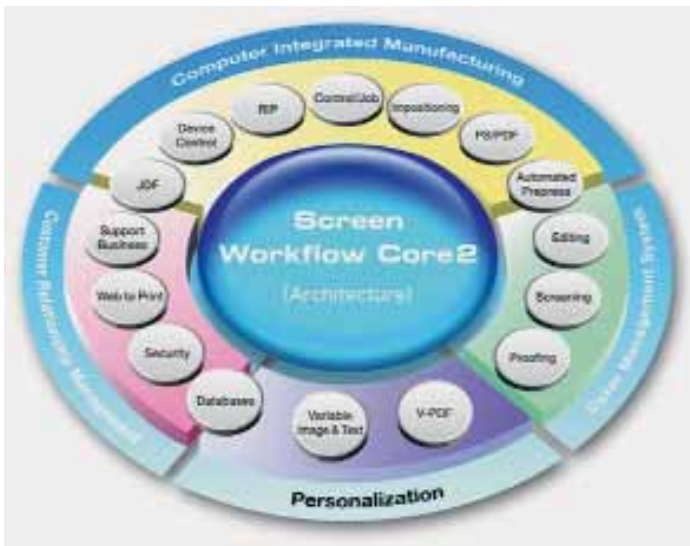 Computer Integrated Manufacturing
Control/Job
RIP
Impositioning
Device
Control
PS/PDF
JDF
Automated
Prepress
Screen
Workflow Core2
(Architecture)
Customer Relations Management
Support
Business
Editing
Color Management System
Web to Print
Screening
Security
Proofing
Databases
Variable
Image & Text
V-PDF
Personalization